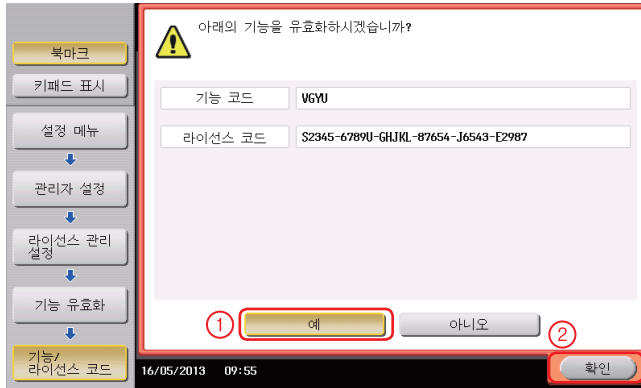 북마크
키패드 표시
설정 메뉴
관리자 설정
라이선스 관리
설정
기능 유효화
기능/
라이선스 코드
아래의 기능을 유효화하시겠습니까?
기능 코드
VGYU
라이선스 코드
S2345-6789U-GHJKL-87654-J6543-E2987
1
예
아니오
2
확인
16/05/2013 09:55